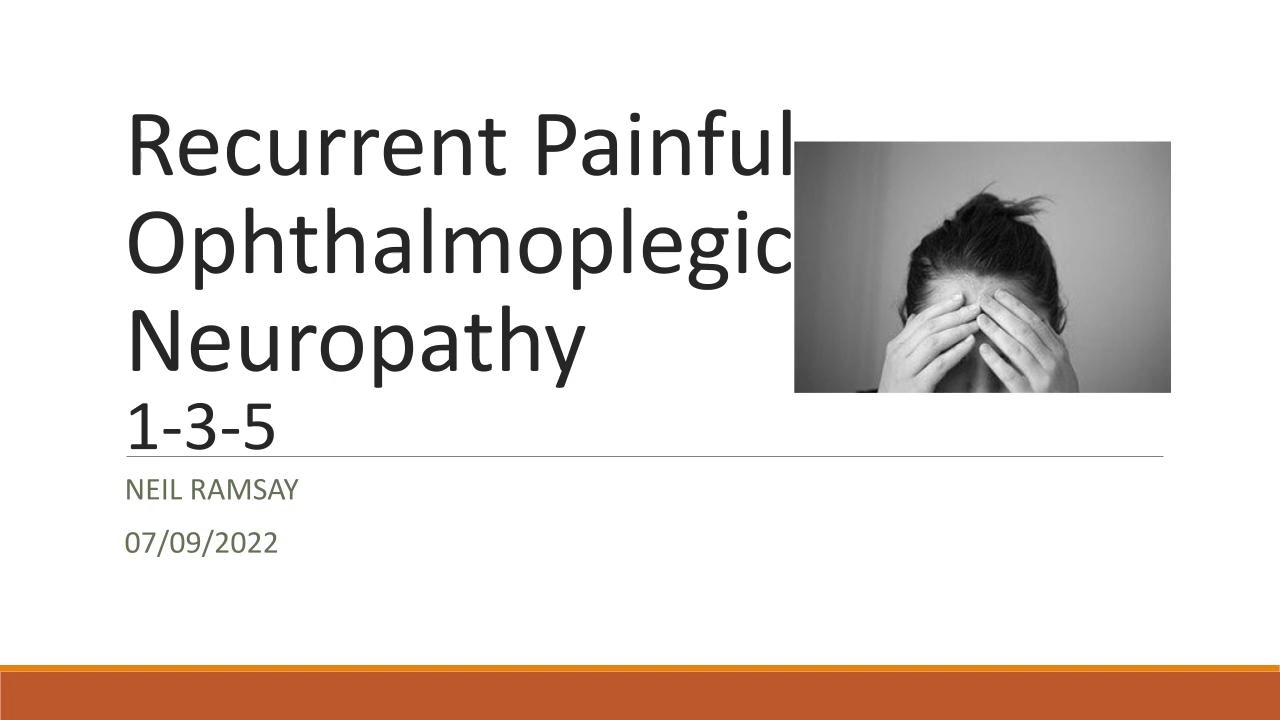 Recurrent Painful
Ophthalmoplegic
Neuropathy
1-3-5
NEIL RAMSAY
07/09/2022